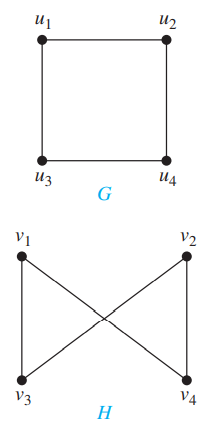 u₁ u₂
u₃ u₄
G
v₁ v₂
v₃ v₄
H